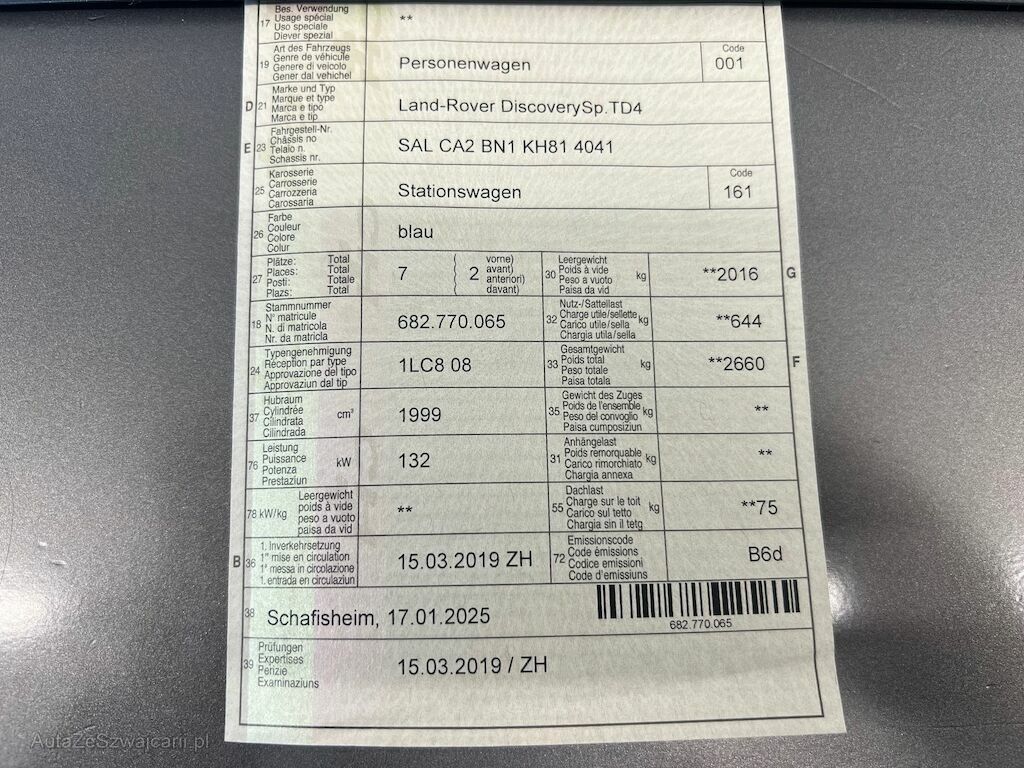 17 Bes. Verwendung
Usage spécial
Uso speciale
Diever spezial
**
19 Art des Fahrzeugs
Genre de véhicule
Genere di veicolo
Gener dal vehichel
Personenwagen
Code
001
D 21 Marke und Typ
Marque et type
Marca e tipo
Marca e tip
Land-Rover DiscoverySp.TD4
E 23 Fahrgestell-Nr.
Châssis no
Telaio n.
Schassis nr.
SAL CA2 BN1 KH81 4041
25 Karosserie
Carrosserie
Carrozzeria
Carossaria
Stationswagen
Code
161
26 Farbe
Couleur
Colore
Colur
blau
27 Plätze: Total
Places: Total
Posti: Totale
Plazs: Total
7
( 2 vorne)
avant)
anteriori)
( davant)
30 Leergewicht
Poids à vide
Peso a vuoto
Paisa da vid
kg
**2016
G
18 Stammnummer
N° matricule
N. di matricola
Nr. da matricla
682.770.065
32 Nutz-/Sattellast
Charge utile/sellette
Carico utile/sella
Chargia utila/sella
kg
**644
24 Typengenehmigung
Réception par type
Approvazione del tipo
Approvaziun dal tip
1LC8 08
33 Gesamtgewicht
Poids total
Peso totale
Paisa totala
kg
**2660
F
37 Hubraum
Cylindrée
Cilindrata
Cilindrada
cm³
1999
35 Gewicht des Zuges
Poids de l'ensemble
Peso del convoglio
Paisa cumposiziun
kg
**
76 Leistung
Puissance
Potenza
Prestaziun
kW
132
31 Anhängelast
Poids remorquable
Carico rimorchiato
Chargia annexa
kg
**
78 kW/kg
Leergewicht
poids à vide
peso a vuoto
paisa da vid
**
55 Dachlast
Charge sur le toit
Carico sul tetto
Chargia sin il tetg
kg
**75
B 36 1. Inverkehrsetzung
1re mise en circulation
1a messa in circolazione
1. entrada en circulaziun
15.03.2019 ZH
72 Emissionscode
Code émissions
Codice emissioni
Code d'emissiuns
B6d
38 Schafisheim, 17.01.2025
682.770.065
39 Prüfungen
Expertises
Perizie
Examinaziuns
15.03.2019 / ZH
AutaZeSzwajcarii.pl